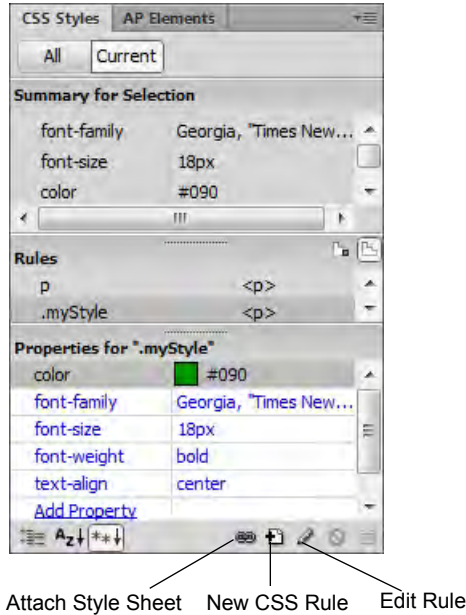 CSS Styles AP Elements
All Current
Summary for Selection
font-family Georgia, "Times New...
font-size 18px
color #090
Rules
p <p>
.myStyle <p>
Properties for ".myStyle"
color #090
font-family Georgia, "Times New...
font-size 18px
font-weight bold
text-align center
Add Property
Az↓ **↓
Attach Style Sheet New CSS Rule Edit Rule